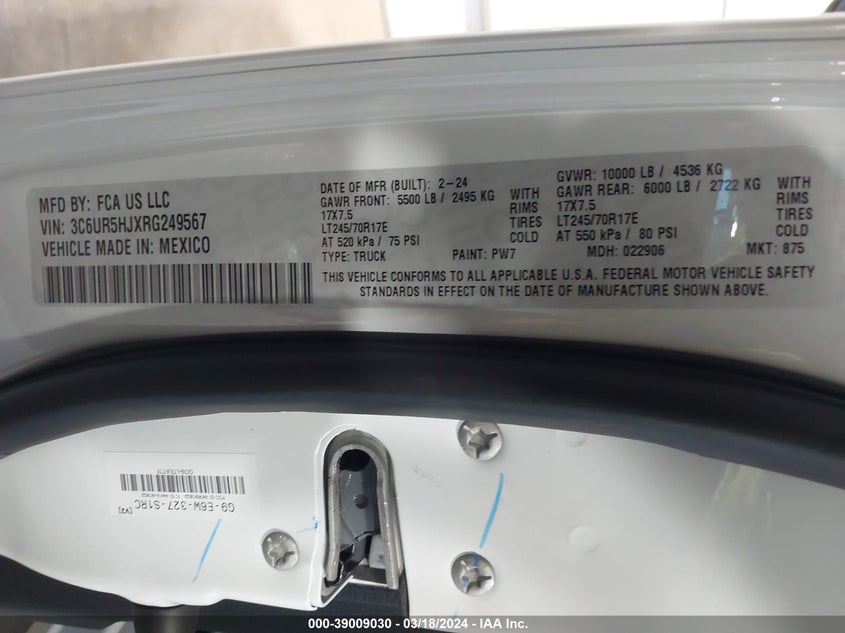 MFD BY: FCA US LLC
VIN: 3C6UR5HJXRG249567
VEHICLE MADE IN: MEXICO
DATE OF MFR (BUILT): 2-24
GAWR FRONT: 5500 LB / 2495 KG WITH
17X7.5 RIMS
LT245/70R17E TIRES
AT 520 kPa / 75 PSI COLD
TYPE: TRUCK PAINT: PW7
GVWR: 10000 LB / 4536 KG
GAWR REAR: 6000 LB / 2722 KG WITH
17X7.5 RIMS
LT245/70R17E TIRES
AT 550 kPa / 80 PSI COLD
MDH: 022906 MKT: 875
THIS VEHICLE CONFORMS TO ALL APPLICABLE U.S.A. FEDERAL MOTOR VEHICLE SAFETY
STANDARDS IN EFFECT ON THE DATE OF MANUFACTURE SHOWN ABOVE.
[V2]
G9-E6W-327-S1RC
000-39009030 - 03/18/2024 - IAA Inc.